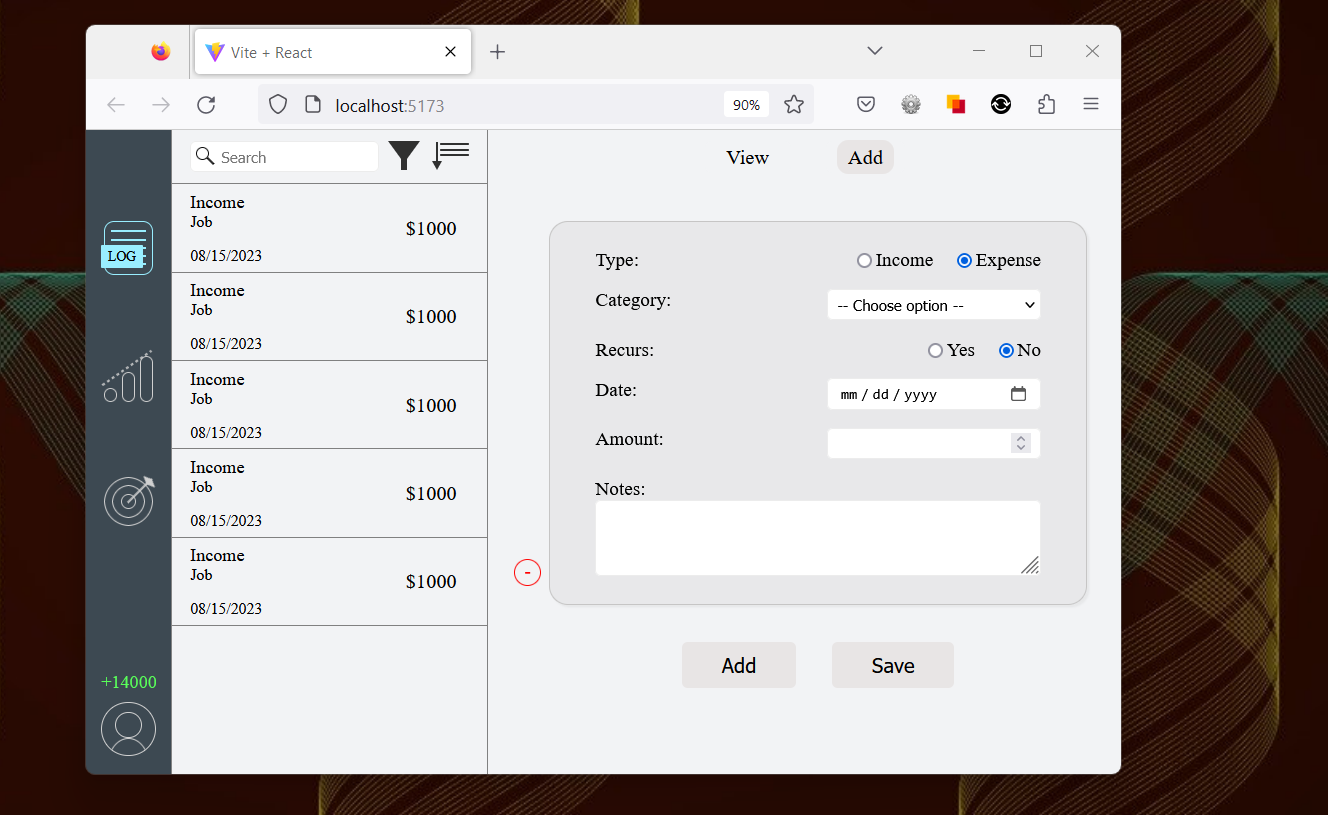 Vite + React
localhost:5173
90%
Search
View
Add
LOG
Income
Job
$1000
08/15/2023
Income
Job
$1000
08/15/2023
Income
Job
$1000
08/15/2023
Income
Job
$1000
08/15/2023
Income
Job
$1000
08/15/2023
Type:
Income
Expense
Category:
-- Choose option --
Recurs:
Yes
No
Date:
mm / dd / yyyy
Amount:
Notes:
-
Add
Save
+14000